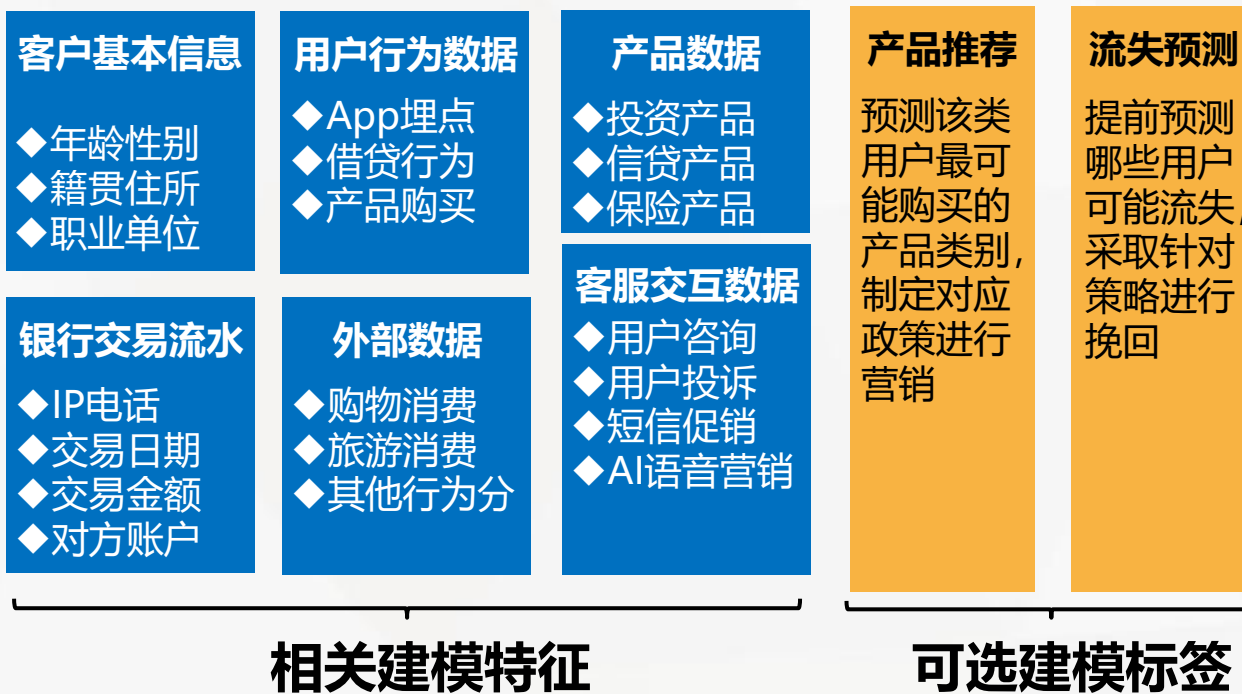 客户基本信息
◆年龄性别
◆籍贯住所
◆职业单位
用户行为数据
◆App埋点
◆借贷行为
◆产品购买
产品数据
◆投资产品
◆信贷产品
◆保险产品
银行交易流水
◆IP电话
◆交易日期
◆交易金额
◆对方账户
外部数据
◆购物消费
◆旅游消费
◆其他行为分
客服交互数据
◆用户咨询
◆用户投诉
◆短信促销
◆AI语音营销
相关建模特征
产品推荐
预测该类
用户最可
能购买的
产品类别，
制定对应
政策进行
营销
流失预测
提前预测
哪些用户
可能流失，
采取针对
策略进行
挽回
可选建模标签